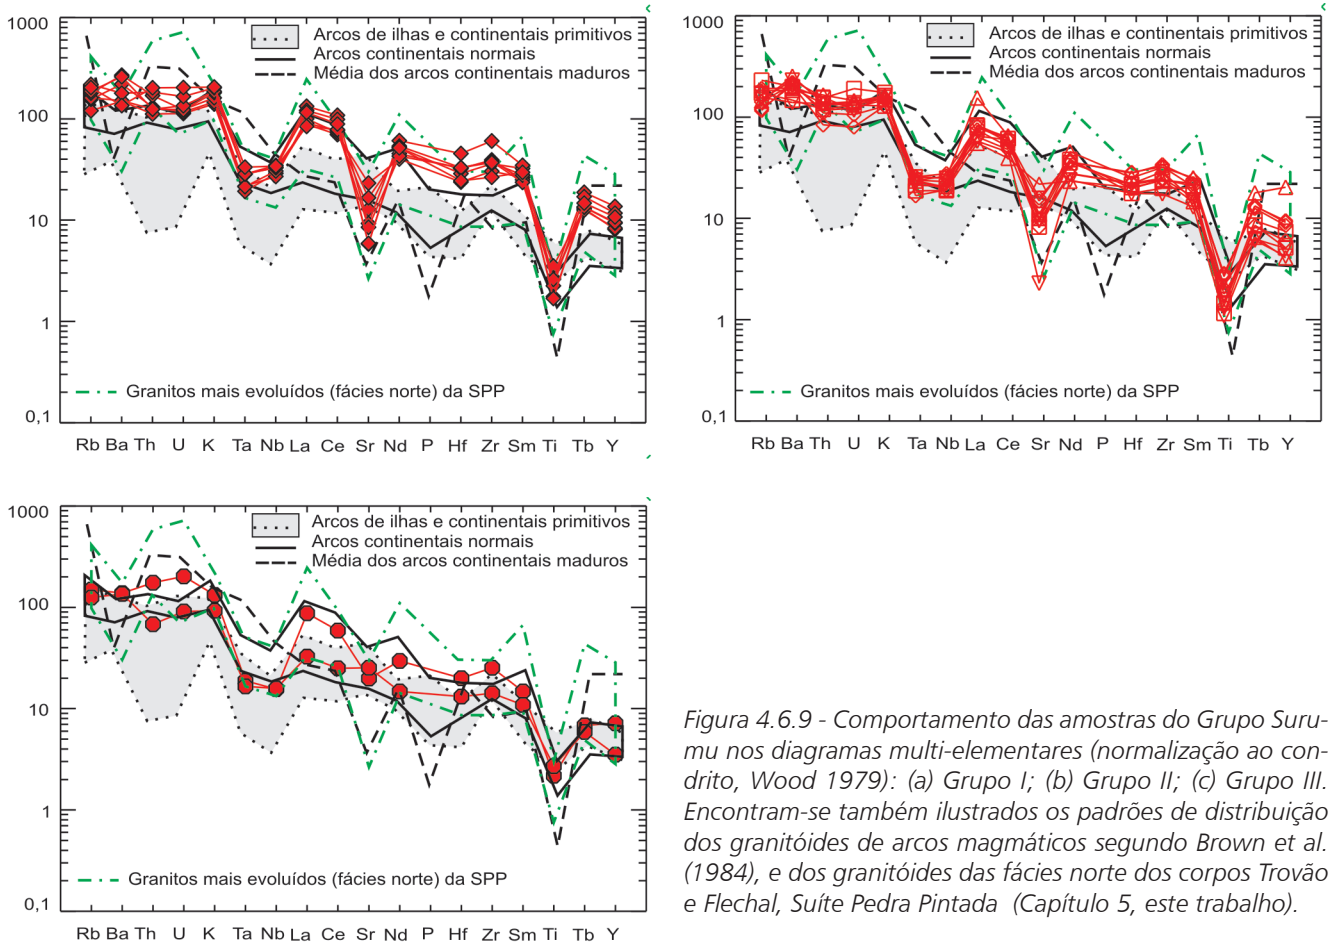 1000
100
10
1
0,1
Arcos de ilhas e continentais primitivos
Arcos continentais normais
Média dos arcos continentais maduros
Granitos mais evoluídos (fácies norte) da SPP
Rb Ba Th U K Ta Nb La Ce Sr Nd P Hf Zr Sm Ti Tb Y
1000
100
10
1
0,1
Arcos de ilhas e continentais primitivos
Arcos continentais normais
Média dos arcos continentais maduros
Granitos mais evoluídos (fácies norte) da SPP
Rb Ba Th U K Ta Nb La Ce Sr Nd P Hf Zr Sm Ti Tb Y
1000
100
10
1
0,1
Arcos de ilhas e continentais primitivos
Arcos continentais normais
Média dos arcos continentais maduros
Granitos mais evoluídos (fácies norte) da SPP
Rb Ba Th U K Ta Nb La Ce Sr Nd P Hf Zr Sm Ti Tb Y
Figura 4.6.9 - Comportamento das amostras do Grupo Suru-
mu nos diagramas multi-elementares (normalização ao con-
drito, Wood 1979): (a) Grupo I; (b) Grupo II; (c) Grupo III.
Encontram-se também ilustrados os padrões de distribuição
dos granitóides de arcos magmáticos segundo Brown et al.
(1984), e dos granitóides das fácies norte dos corpos Trovão
e Flechal, Suíte Pedra Pintada (Capítulo 5, este trabalho).